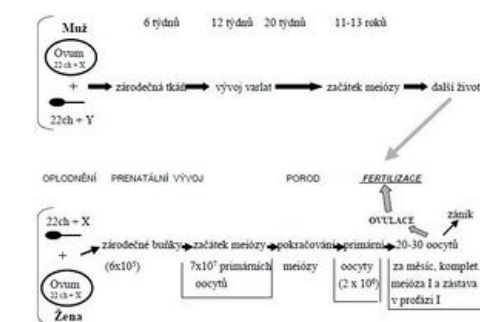 Muž
6 týdnů 12 týdnů 20 týdnů 11-13 roků
Ovum
22 ch + X
+ zárodečná tkáň vývoj varlat začátek meiózy další život
22ch + Y
OPLODNĚNÍ PRENATÁLNÍ VÝVOJ POROD FERTILIZACE
22ch + X
OVULACE
zánik
+ zárodečné buňky začátek meiózy pokračování primární 20-30 oocytů
(6x10⁵) 7x10⁷ primárních meiózy oocyty za měsíc, komplet.
Ovum oocytů (2 x 10⁶) meióza I a zástava
22 ch + X v profázi I
Žena